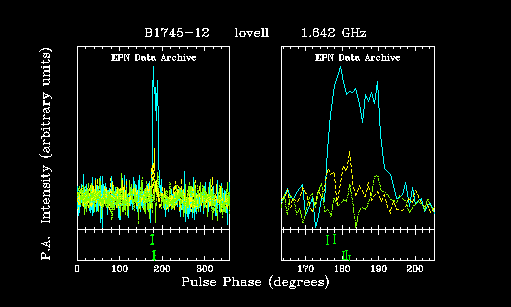 B1745-12 lovell 1.642 GHz
EPN Data Archive EPN Data Archive
P.A. Intensity (arbitrary units)
0 100 200 300 170 180 190 200
Pulse Phase (degrees)